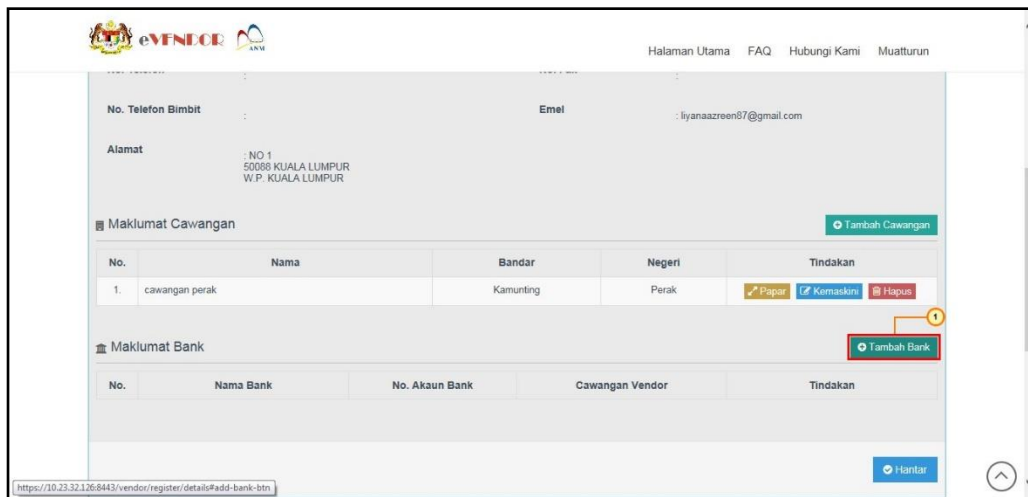 eVENDOR
ANM
Halaman Utama FAQ Hubungi Kami Muatturun
No. Telefon Bimbit :
Emel : liyanaazreen87@gmail.com
Alamat : NO 1
50088 KUALA LUMPUR
W.P. KUALA LUMPUR
Maklumat Cawangan
Tambah Cawangan
No. Nama Bandar Negeri Tindakan
1. cawangan perak Kamunting Perak Papar Kemaskini Hapus
1
Maklumat Bank
Tambah Bank
No. Nama Bank No. Akaun Bank Cawangan Vendor Tindakan
Hantar
https://10.23.32.126:8443/vendor/register/details#add-bank-btn